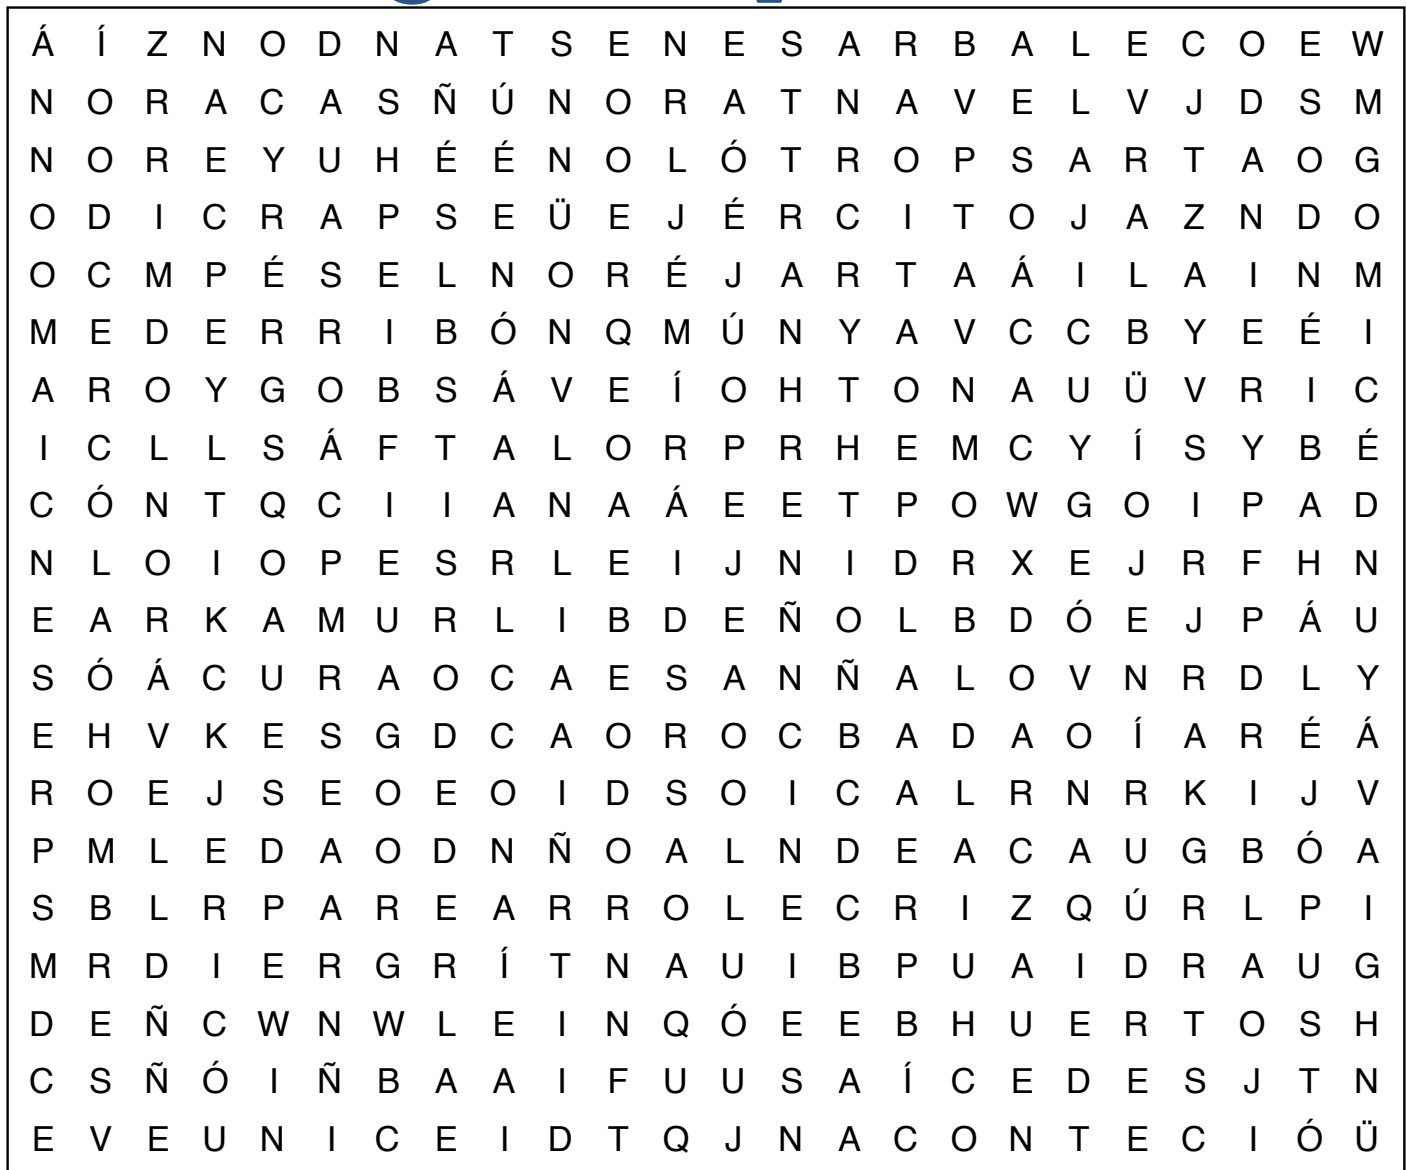 Á Í Z N O D N A T S E N E S A R B A L E C O E W
N O R A C A S Ñ Ú N O R A T N A V E L V J D S M
N O R E Y U H É É N O L Ó T R O P S A R T A O G
O D I C R A P S E Ü E J É R C I T O J A Z N D O
O C M P É S E L N O R É J A R T A Á I L A I N M
M E D E R R I B Ó N Q M Ú N Y A V C C B Y E É I
A R O Y G O B S Á V E Í O H T O N A U Ü V R I C
I C L L S Á F T A L O R P R H E M C Y Í S Y B É
C Ó N T Q C I I A N A Á E E T P O W G O I P A D
N L O I O P E S R L E I J N I D R X E J R F H N
E A R K A M U R L I B D E Ñ O L B D Ó E J P Á U
S Ó Á C U R A O C A E S A N Ñ A L O V N R D L Y
E H V K E S G D C A O R O C B A D A O Í A R É Á
R O E J S E O E O I D S O I C A L R N R K I J V
P M L E D A O D N Ñ O A L N D E A C A U G B Ó A
S B L R P A R E A R R O L E C R I Z Q Ú R L P I
M R D I E R G R Í T N A U I B P U A I D R A U G
D E Ñ C W N W L E I N Q Ó E E B H U E R T O S H
C S Ñ Ó I Ñ B A A I F U U S A Í C E D E S J T N
E V E U N I C E I D T Q J N A C O N T E C I Ó Ü